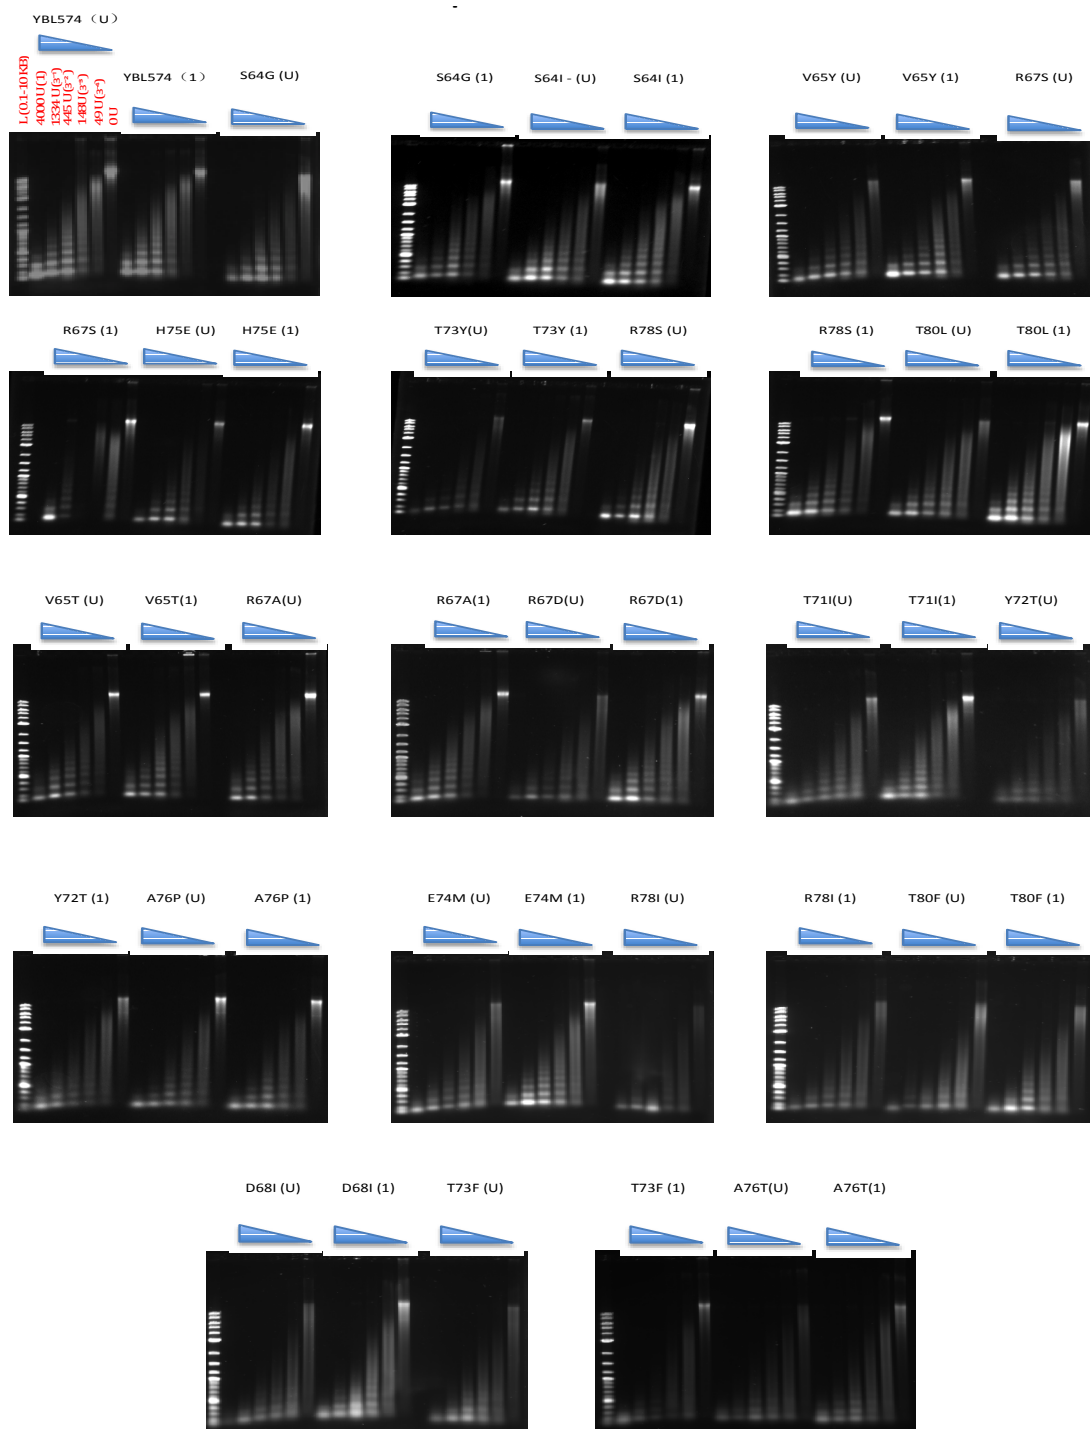 YBL574 （U）
L(0.1-10KB)
4000U(1)
1334 U(3⁻¹)
445 U(3⁻²)
148U(3⁻³)
49 U(3⁻⁴)
0 U
YBL574 （1）
S64G (U)
S64G (1)
S64I - (U)
S64I (1)
V65Y (U)
V65Y (1)
R67S (U)
R67S (1)
H75E (U)
H75E (1)
T73Y(U)
T73Y (1)
R78S (U)
R78S (1)
T80L (U)
T80L (1)
V65T (U)
V65T(1)
R67A(U)
R67A(1)
R67D(U)
R67D(1)
T71I(U)
T71I(1)
Y72T(U)
Y72T (1)
A76P (U)
A76P (1)
E74M (U)
E74M (1)
R78I (U)
R78I (1)
T80F (U)
T80F (1)
D68I (U)
D68I (1)
T73F (U)
T73F (1)
A76T(U)
A76T(1)